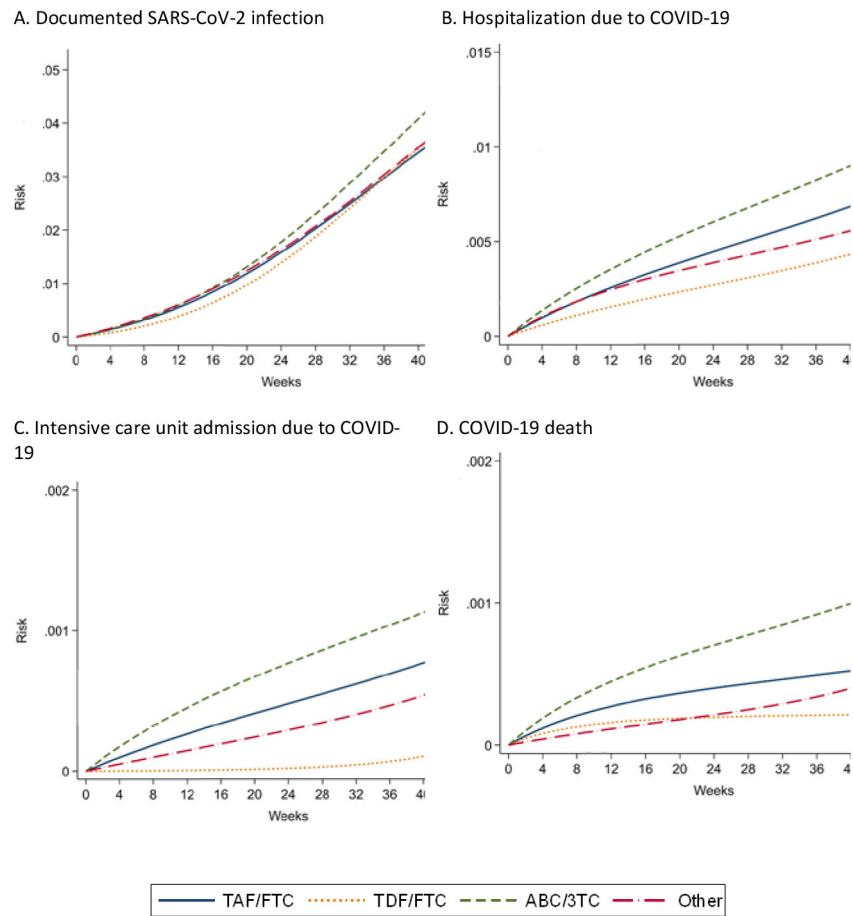 A. Documented SARS-CoV-2 infection
.05
.04
.03
.02
.01
0
Risk
0 4 8 12 16 20 24 28 32 36 40
Weeks
B. Hospitalization due to COVID-19
.015
.01
.005
0
Risk
0 4 8 12 16 20 24 28 32 36 40
Weeks
C. Intensive care unit admission due to COVID-
19
.002
.001
0
Risk
0 4 8 12 16 20 24 28 32 36 40
Weeks
D. COVID-19 death
.002
.001
0
Risk
0 4 8 12 16 20 24 28 32 36 4
Weeks
TAF/FTC TDF/FTC ABC/3TC Other